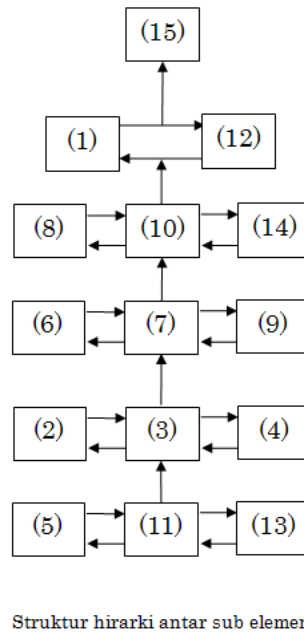 (15)
(1) (12)
(8) (10) (14)
(6) (7) (9)
(2) (3) (4)
(5) (11) (13)
Struktur hirarki antar sub